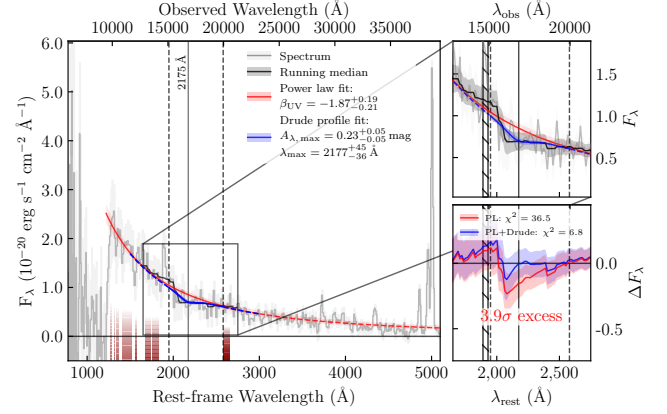 Observed Wavelength (Å)
10000 15000 20000 25000 30000 35000
λobs (Å)
15000 20000
6.0
5.0
4.0
3.0
2.0
1.0
0.0
Fλ (10⁻²⁰ erg s⁻¹ cm⁻² Å⁻¹)
2175 Å
Spectrum
Running median
Power law fit:
βUV = −1.87+0.19−0.21
Drude profile fit:
Aλ, max = 0.23+0.05−0.05 mag
λmax = 2177+45−36 Å
1000 2000 3000 4000 5000
Rest-frame Wavelength (Å)
1.5
1.0
0.5
Fλ
PL: χ² = 36.5
PL+Drude: χ² = 6.8
0.0
-0.5
ΔFλ
3.9σ excess
2,000 2,500
λrest (Å)